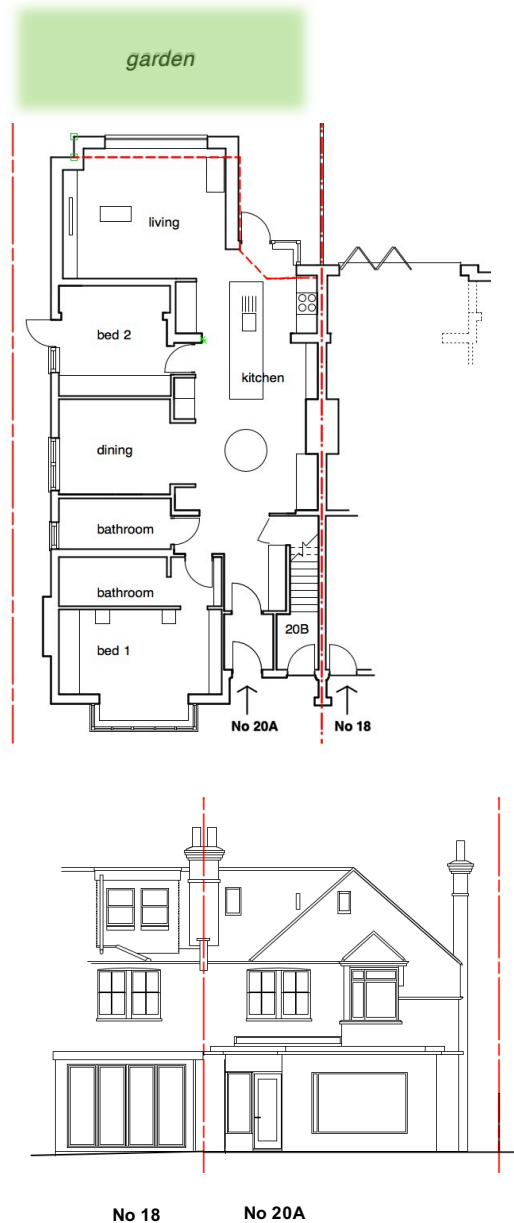 garden
living
bed 2
kitchen
dining
bathroom
bathroom
20B
bed 1
No 20A
No 18
No 18
No 20A